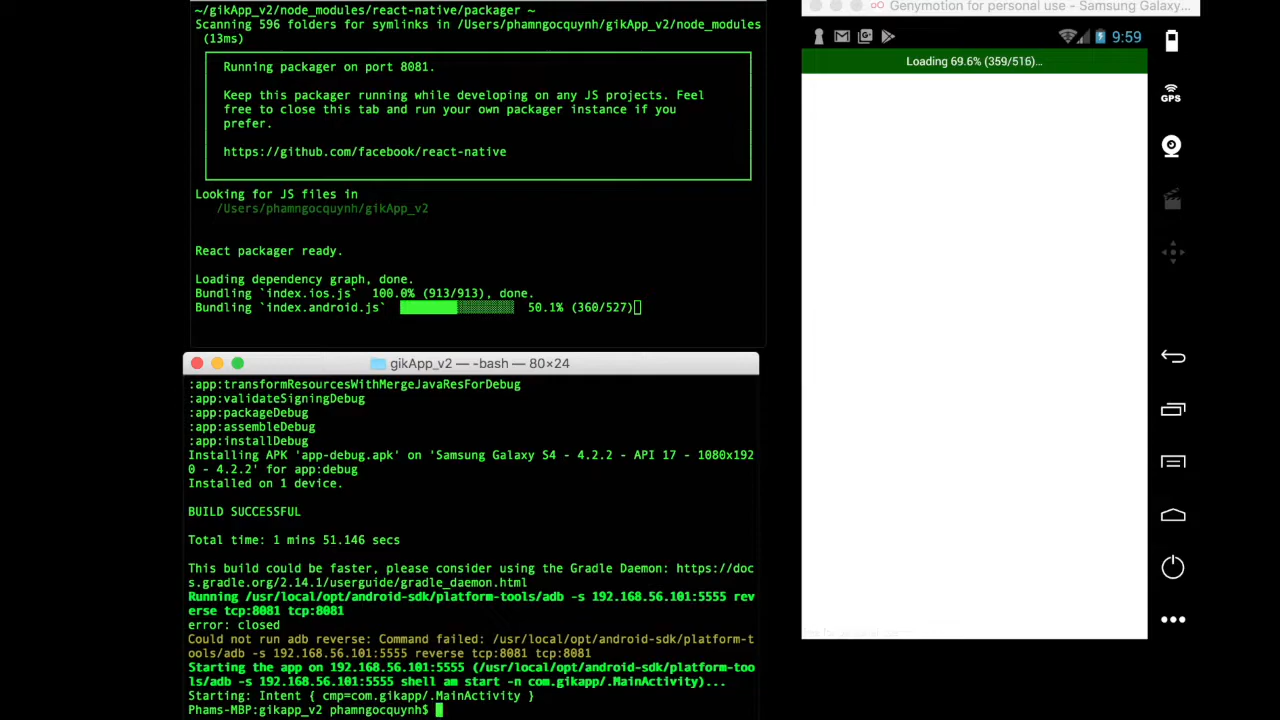 ~/gikApp_v2/node_modules/react-native/packager ~
Scanning 596 folders for symlinks in /Users/phamngocquynh/gikApp_v2/node_modules
(13ms)
Running packager on port 8081.
Keep this packager running while developing on any JS projects. Feel
free to close this tab and run your own packager instance if you
prefer.
https://github.com/facebook/react-native
Looking for JS files in
/Users/phamngocquynh/gikApp_v2
React packager ready.
Loading dependency graph, done.
Bundling `index.ios.js`  100.0% (913/913), done.
Bundling `index.android.js` 50.1% (360/527)
gikApp_v2 — -bash — 80×24
:app:transformResourcesWithMergeJavaResForDebug
:app:validateSigningDebug
:app:packageDebug
:app:assembleDebug
:app:installDebug
Installing APK 'app-debug.apk' on 'Samsung Galaxy S4 - 4.2.2 - API 17 - 1080x192
0 - 4.2.2' for app:debug
Installed on 1 device.
BUILD SUCCESSFUL
Total time: 1 mins 51.146 secs
This build could be faster, please consider using the Gradle Daemon: https://doc
s.gradle.org/2.14.1/userguide/gradle_daemon.html
Running /usr/local/opt/android-sdk/platform-tools/adb -s 192.168.56.101:5555 rev
erse tcp:8081 tcp:8081
error: closed
Could not run adb reverse: Command failed: /usr/local/opt/android-sdk/platform-t
ools/adb -s 192.168.56.101:5555 reverse tcp:8081 tcp:8081
Starting the app on 192.168.56.101:5555 (/usr/local/opt/android-sdk/platform-too
ls/adb -s 192.168.56.101:5555 shell am start -n com.gikapp/.MainActivity)...
Starting: Intent { cmp=com.gikapp/.MainActivity }
Phams-MBP:gikapp_v2 phamngocquynh$
Genymotion for personal use - Samsung Galaxy...
9:59
Loading 69.6% (359/516)...
GPS